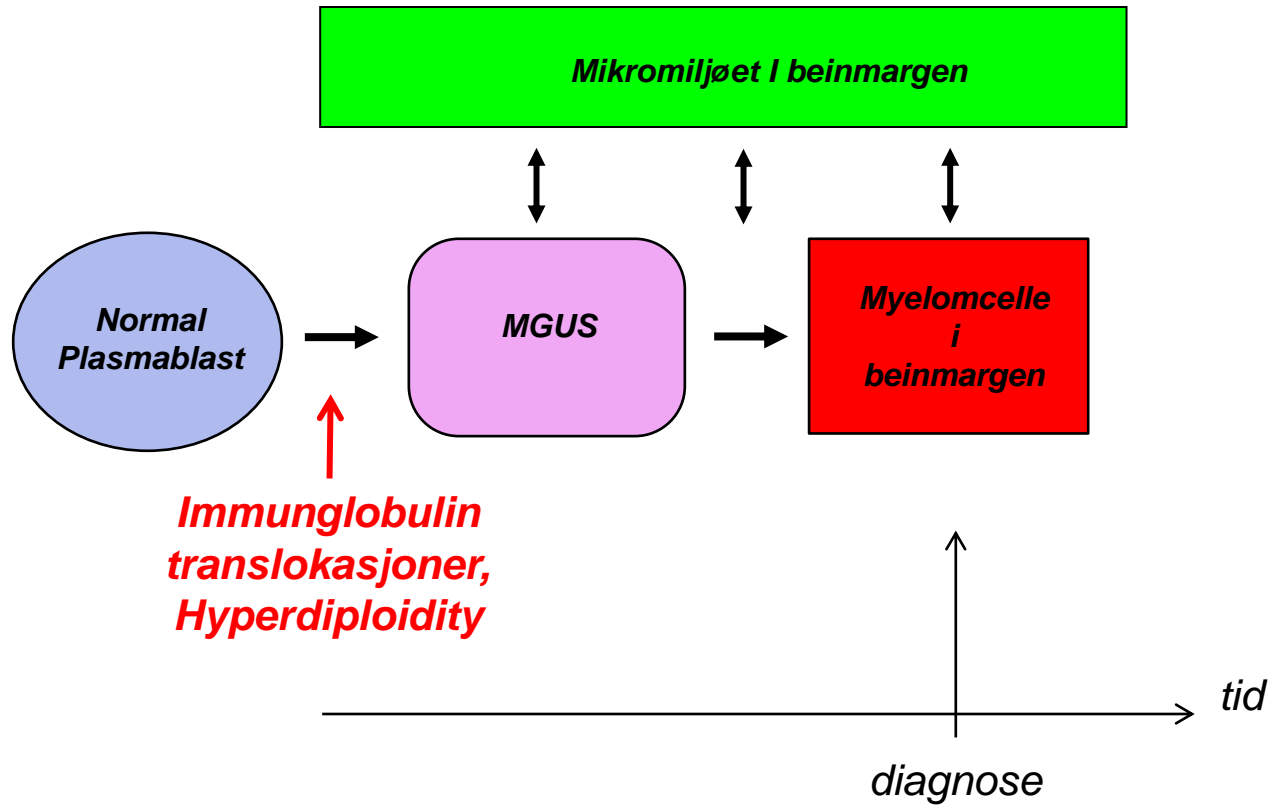 Mikromiljøet I beinmargen
Normal
Plasmablast
MGUS
Myelomcelle
i
beinmargen
Immunglobulin
translokasjoner,
Hyperdiploidity
tid
diagnose